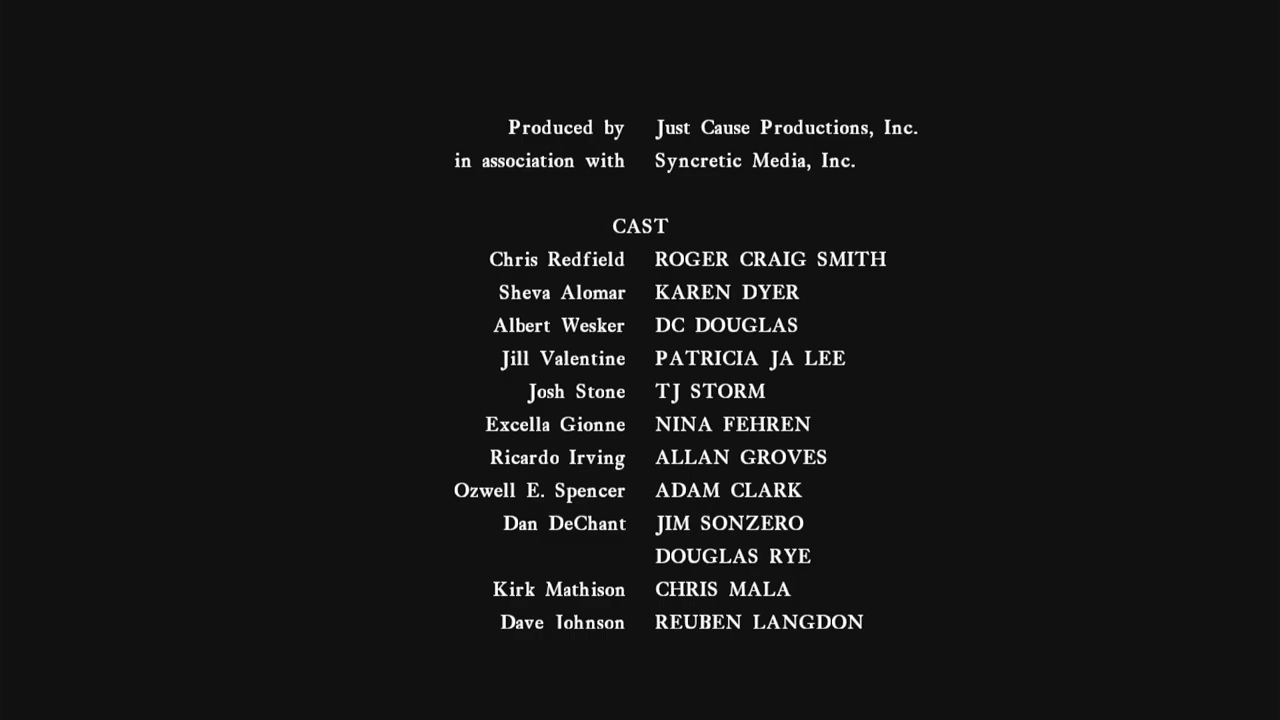 Produced by Just Cause Productions, Inc.
in association with Syncretic Media, Inc.
CAST
Chris Redfield ROGER CRAIG SMITH
Sheva Alomar KAREN DYER
Albert Wesker DC DOUGLAS
Jill Valentine PATRICIA JA LEE
Josh Stone TJ STORM
Excella Gionne NINA FEHREN
Ricardo Irving ALLAN GROVES
Ozwell E. Spencer ADAM CLARK
Dan DeChant JIM SONZERO
DOUGLAS RYE
Kirk Mathison CHRIS MALA
Dave Johnson REUBEN LANGDON